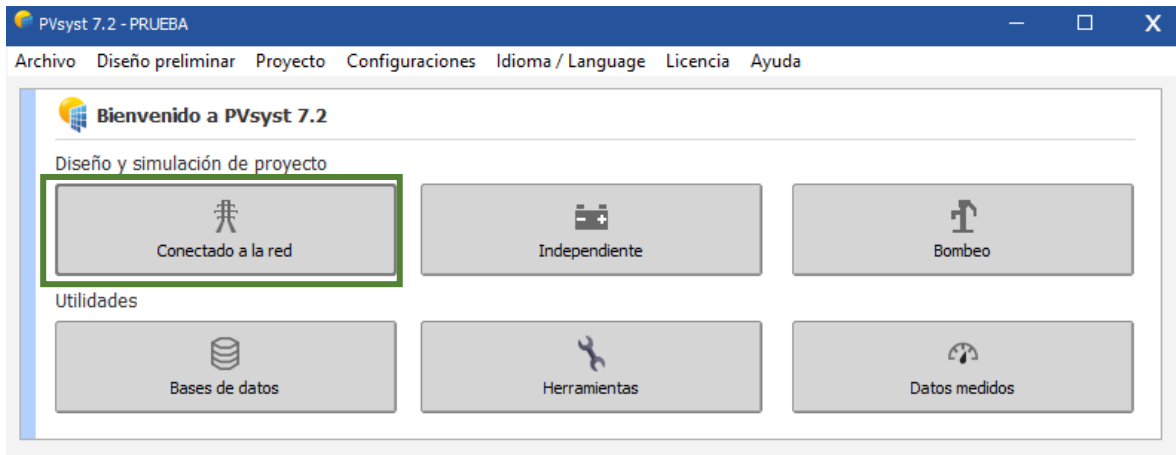 PVsyst 7.2 - PRUEBA
Archivo Diseño preliminar Proyecto Configuraciones Idioma / Language Licencia Ayuda
Bienvenido a PVsyst 7.2
Diseño y simulación de proyecto
Conectado a la red Independiente Bombeo
Utilidades
Bases de datos Herramientas Datos medidos